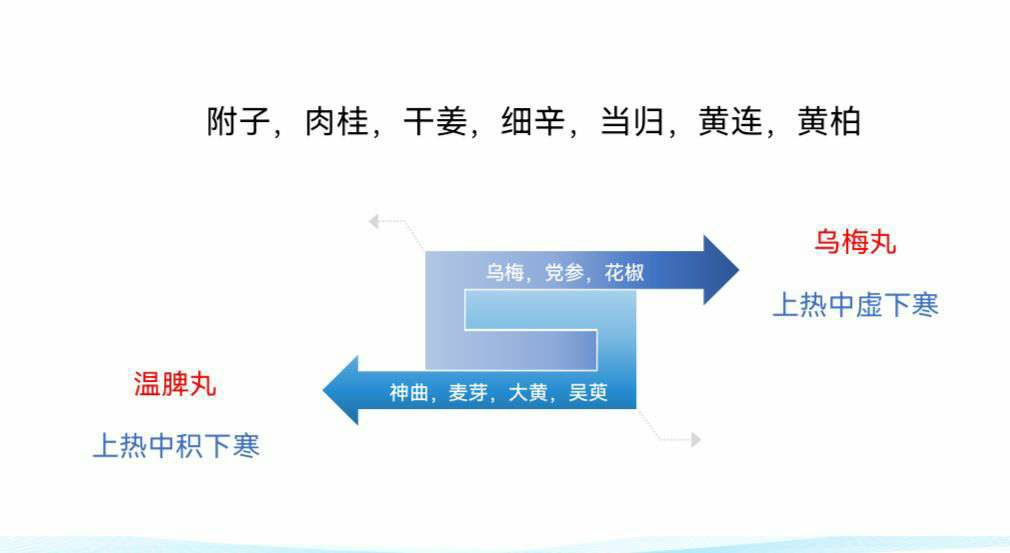 附子，肉桂，干姜，细辛，当归，黄连，黄柏
乌梅丸
乌梅，党参，花椒
上热中虚下寒
温脾丸
神曲，麦芽，大黄，吴萸
上热中积下寒